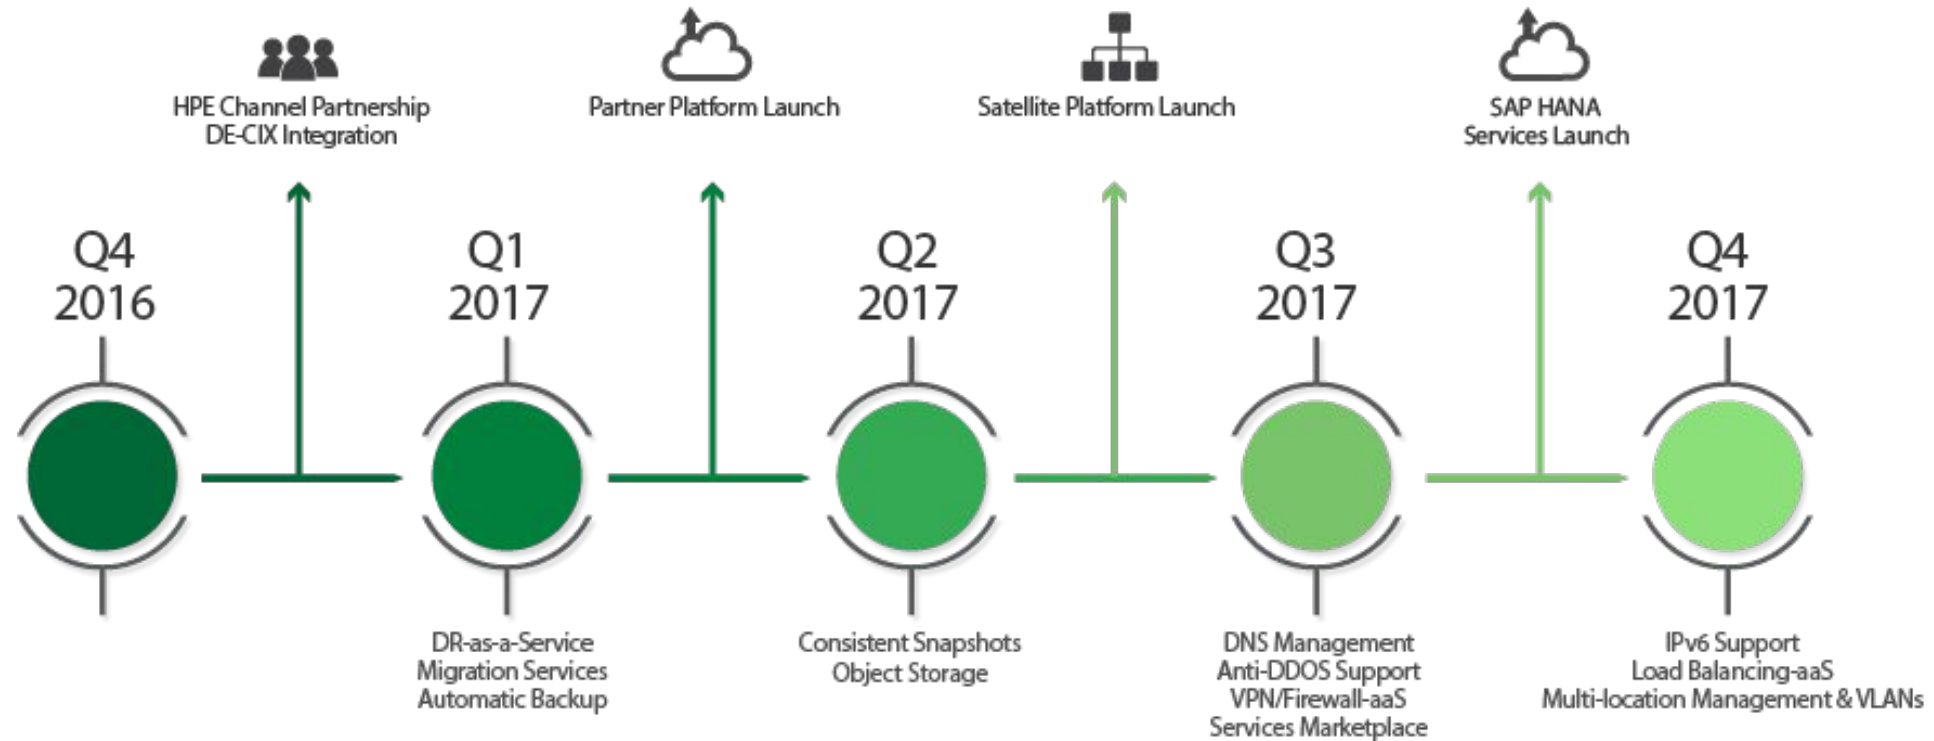 HPE Channel Partnership
DE-CIX Integration
Partner Platform Launch
Satellite Platform Launch
SAP HANA
Services Launch
Q4
2016
Q1
2017
Q2
2017
Q3
2017
Q4
2017
DR-as-a-Service
Migration Services
Automatic Backup
Consistent Snapshots
Object Storage
DNS Management
Anti-DDOS Support
VPN/Firewall-aaS
Services Marketplace
IPv6 Support
Load Balancing-aaS
Multi-location Management & VLANs